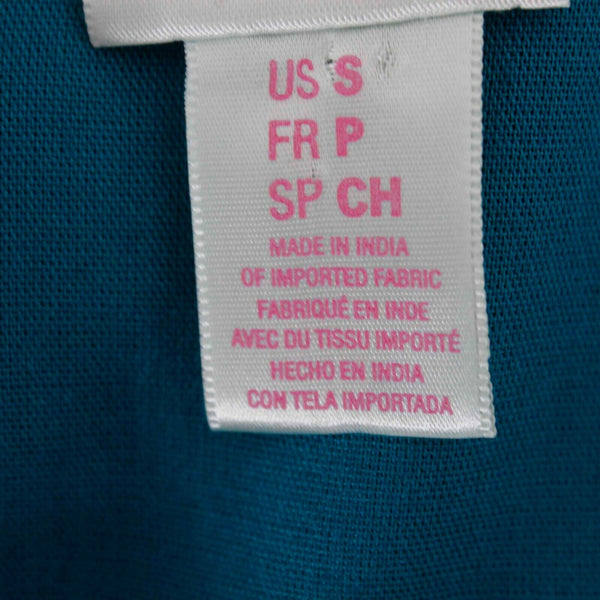 US S
FR P
SP CH
MADE IN INDIA
OF IMPORTED FABRIC
FABRIQUÉ EN INDE
AVEC DU TISSU IMPORTÉ
HECHO EN INDIA
CON TELA IMPORTADA